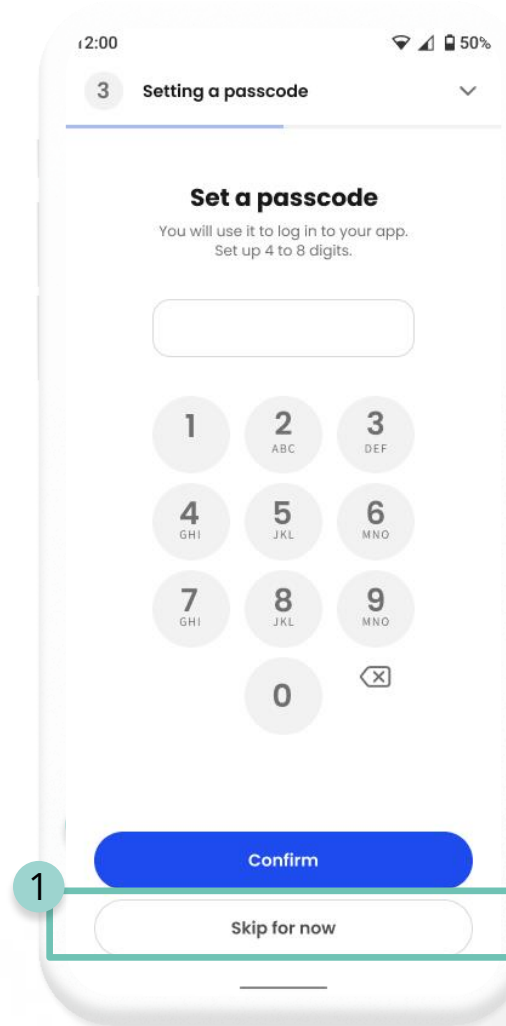 12:00 50%
3 Setting a passcode
Set a passcode
You will use it to log in to your app.
Set up 4 to 8 digits.
1 2 3
ABC DEF
4 5 6
GHI JKL MNO
7 8 9
GHI JKL MNO
0
Confirm
1
Skip for now